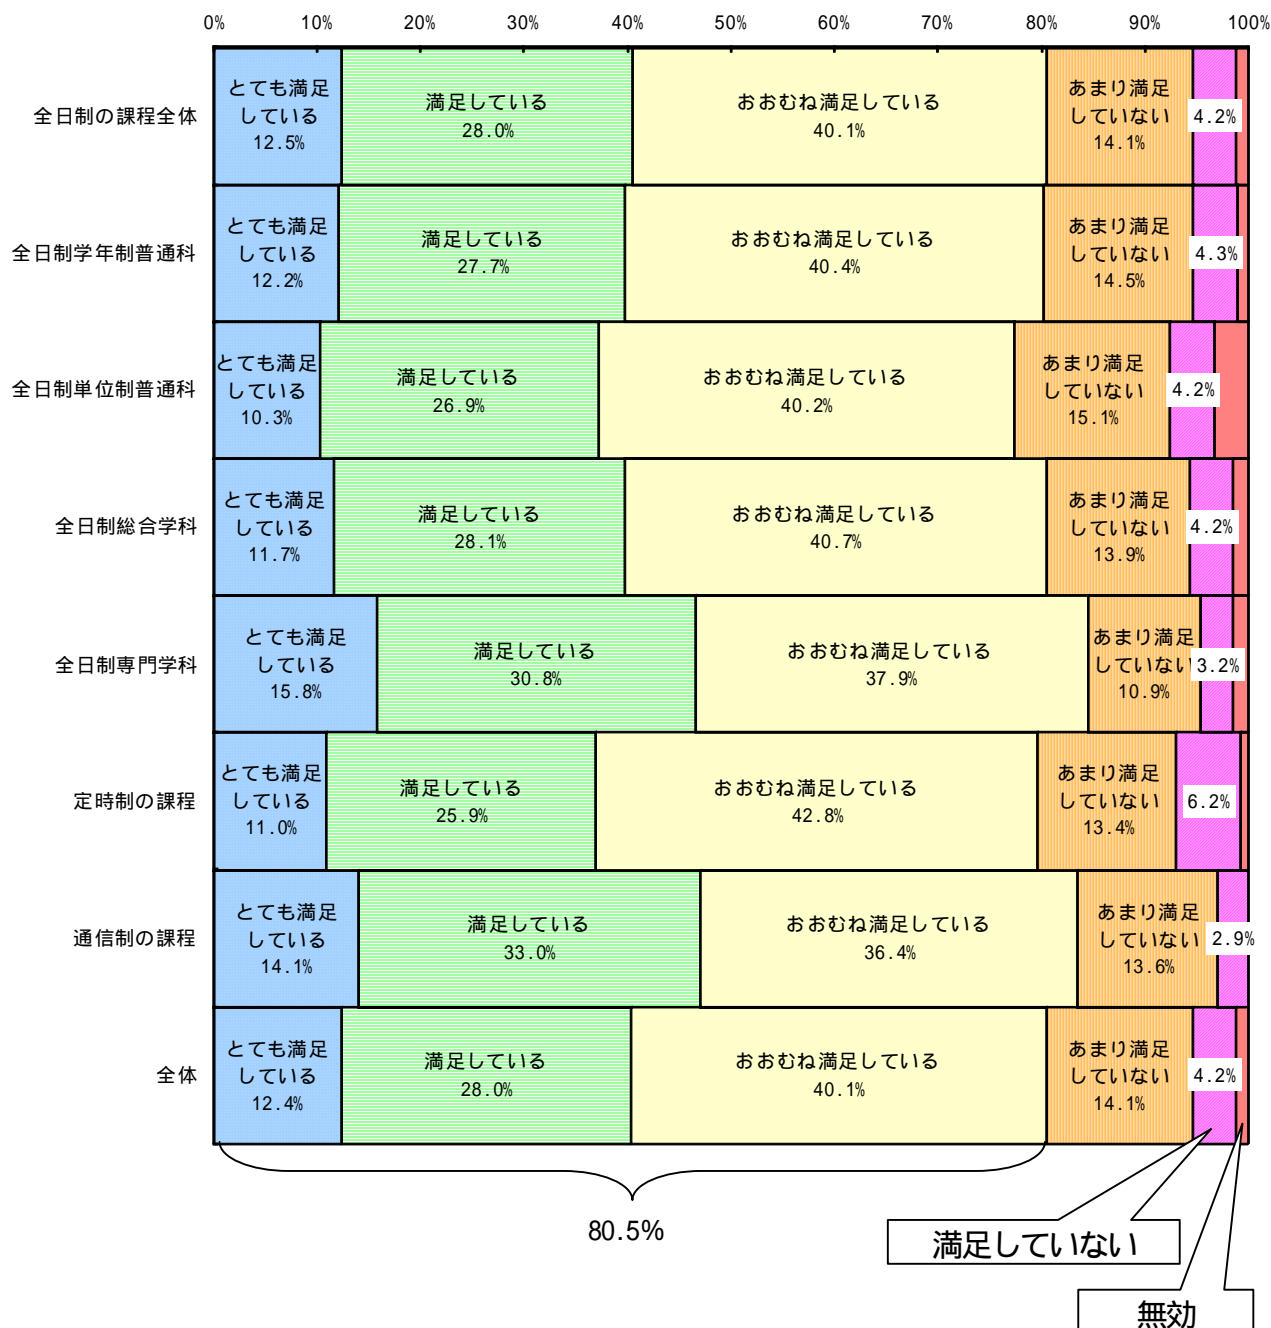 0% 10% 20% 30% 40% 50% 60% 70% 80% 90% 100%
全日制の課程全体
とても満足
している
12.5%
満足している
28.0%
おおむね満足している
40.1%
あまり満足
していない
14.1%
4.2%
全日制学年制普通科
とても満足
している
12.2%
満足している
27.7%
おおむね満足している
40.4%
あまり満足
していない
14.5%
4.3%
全日制単位制普通科
とても満足
している
10.3%
満足している
26.9%
おおむね満足している
40.2%
あまり満足
していない
15.1%
4.2%
全日制総合学科
とても満足
している
11.7%
満足している
28.1%
おおむね満足している
40.7%
あまり満足
していない
13.9%
4.2%
全日制専門学科
とても満足
している
15.8%
満足している
30.8%
おおむね満足している
37.9%
あまり満足
していない
10.9%
3.2%
定時制の課程
とても満足
している
11.0%
満足している
25.9%
おおむね満足している
42.8%
あまり満足
していない
13.4%
6.2%
通信制の課程
とても満足
している
14.1%
満足している
33.0%
おおむね満足している
36.4%
あまり満足
していない
13.6%
2.9%
全体
とても満足
している
12.4%
満足している
28.0%
おおむね満足している
40.1%
あまり満足
していない
14.1%
4.2%
80.5%
満足していない
無効